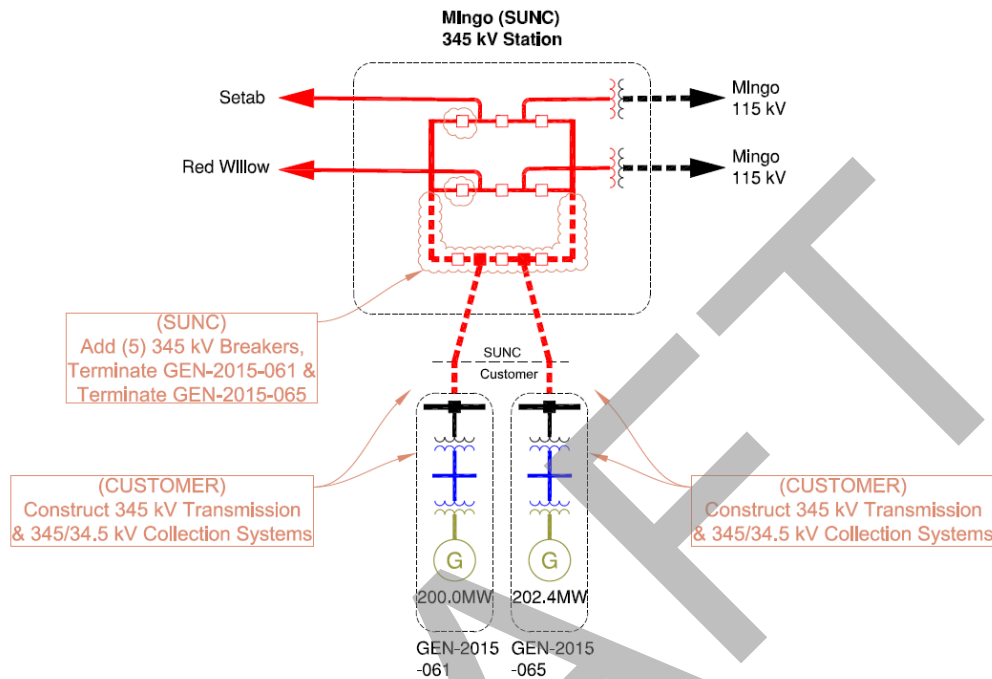 MIngo (SUNC)
345 kV Station
Setab
MIngo
115 kV
Red WIllow
MIngo
115 kV
(SUNC)
Add (5) 345 kV Breakers,
Terminate GEN-2015-061 &
Terminate GEN-2015-065
SUNC
Customer
(CUSTOMER)
Construct 345 kV Transmission
& 345/34.5 kV Collection Systems
(CUSTOMER)
Construct 345 kV Transmission
& 345/34.5 kV Collection Systems
G
G
200.0MW
202.4MW
GEN-2015
-061
GEN-2015
-065